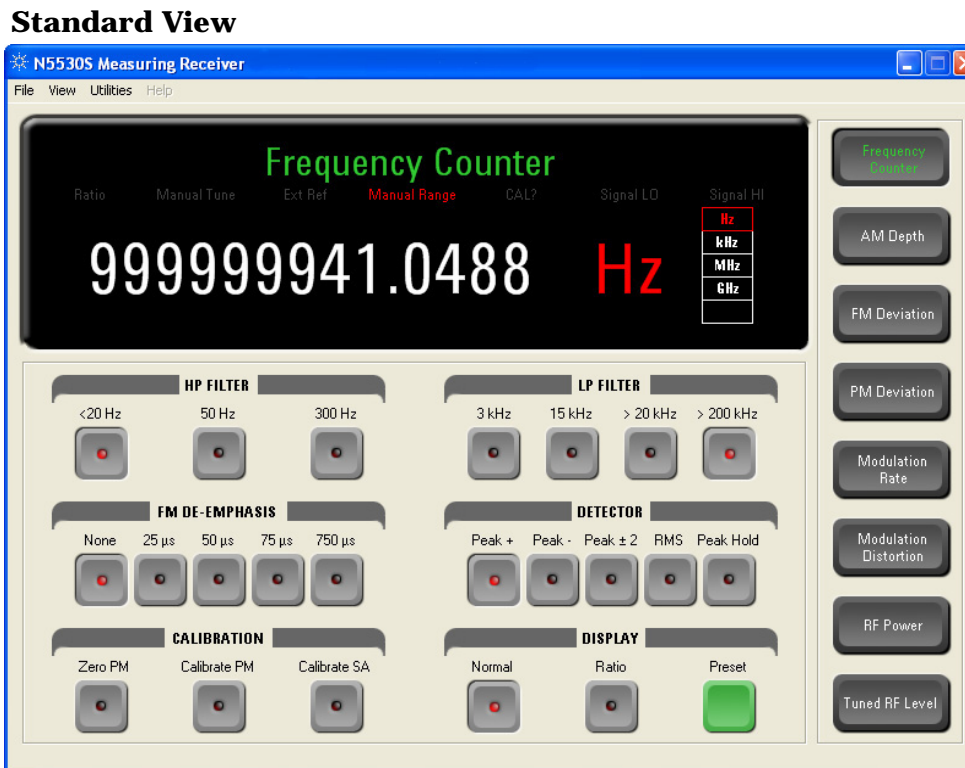 Standard View
N5530S Measuring Receiver
File View Utilities Help
Frequency Counter
Ratio Manual Tune Ext Ref Manual Range CAL? Signal LO Signal HI
999999941.0488 Hz
Hz
kHz
MHz
GHz
HP FILTER
<20 Hz 50 Hz 300 Hz
LP FILTER
3 kHz 15 kHz > 20 kHz > 200 kHz
FM DE-EMPHASIS
None 25 µs 50 µs 75 µs 750 µs
DETECTOR
Peak + Peak - Peak ± 2 RMS Peak Hold
CALIBRATION
Zero PM Calibrate PM Calibrate SA
DISPLAY
Normal Ratio Preset
Frequency
Counter
AM Depth
FM Deviation
PM Deviation
Modulation
Rate
Modulation
Distortion
RF Power
Tuned RF Level